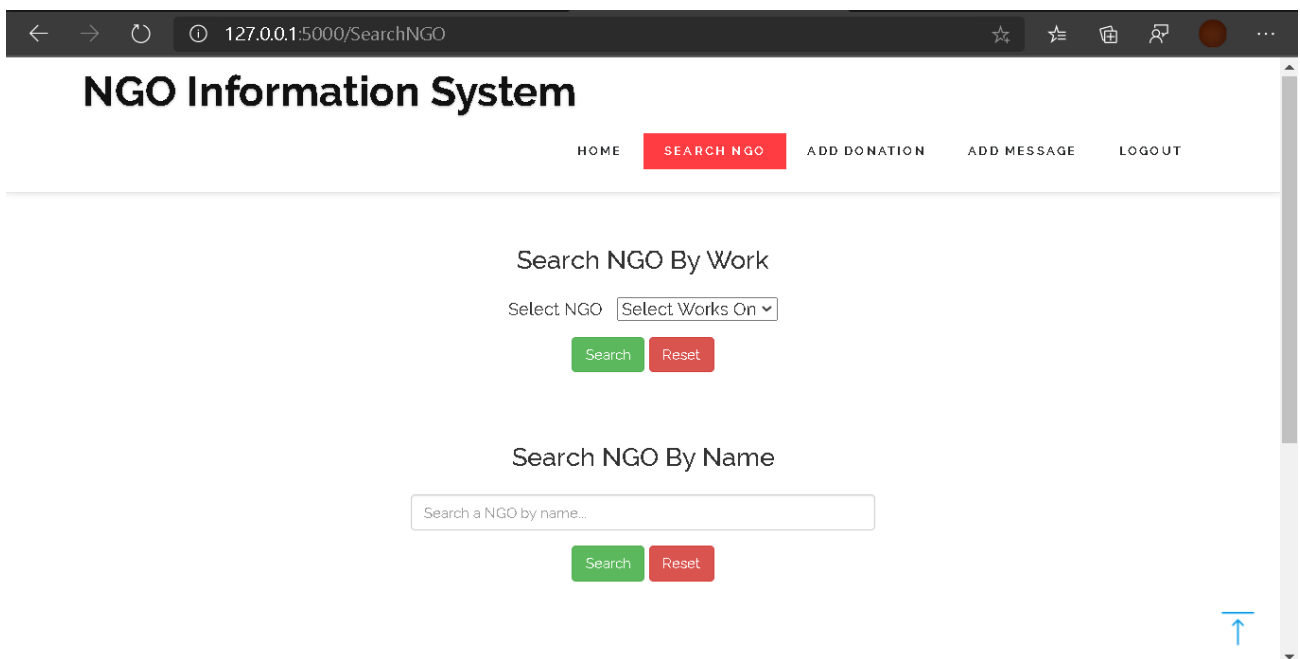 127.0.0.1:5000/SearchNGO
NGO Information System
HOME SEARCH NGO ADD DONATION ADD MESSAGE LOGOUT
Search NGO By Work
Select NGO Select Works On
Search Reset
Search NGO By Name
Search a NGO by name...
Search Reset